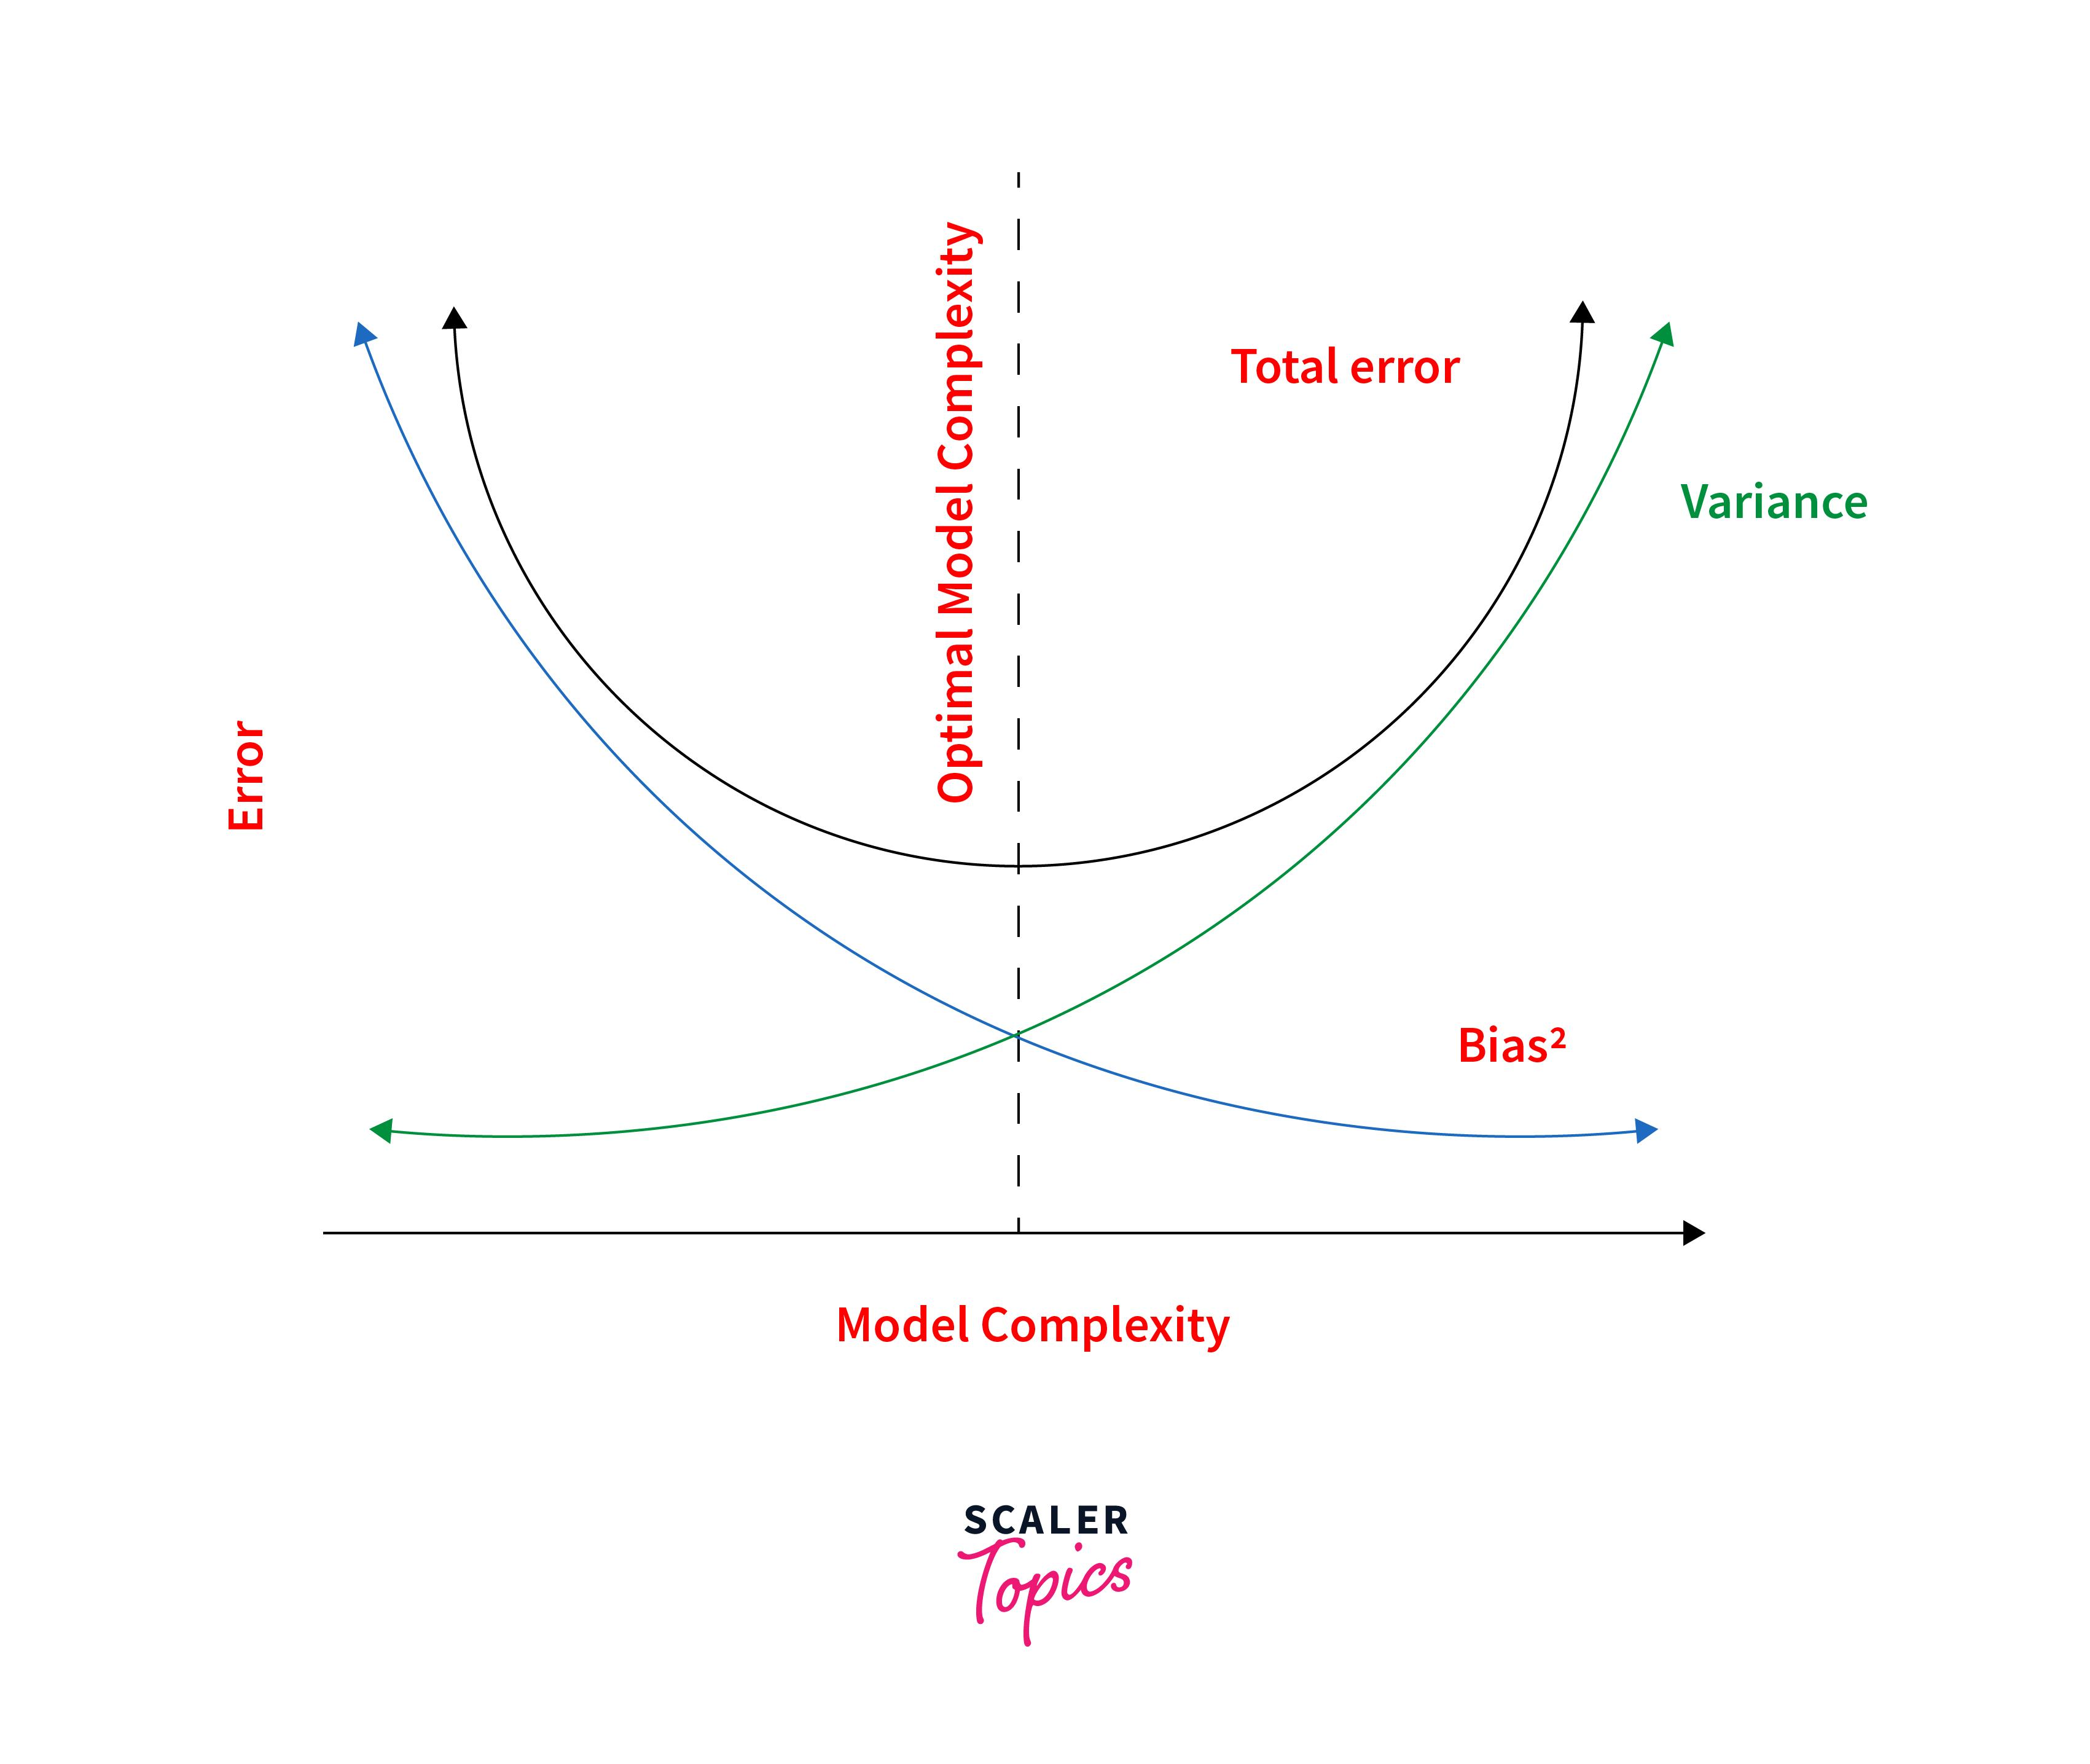 Optimal Model Complexity
Total error
Variance
Error
Bias²
Model Complexity
SCALER
Topics